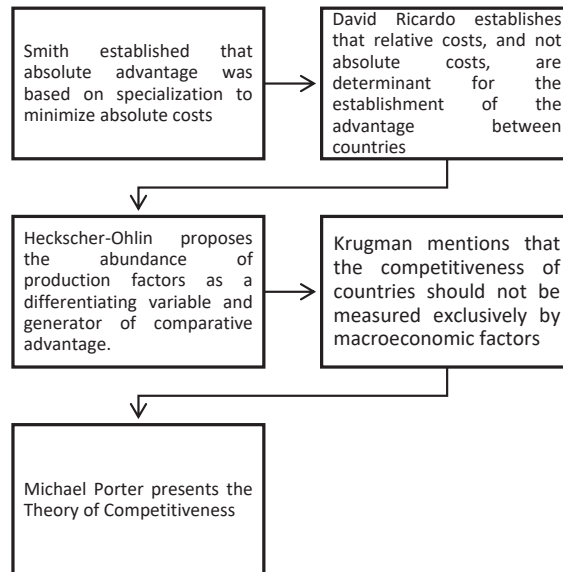 Smith established that
absolute advantage was
based on specialization to
minimize absolute costs
David Ricardo establishes
that relative costs, and not
absolute costs, are
determinant for the
establishment of the
advantage between
countries
Heckscher-Ohlin proposes
the abundance of
production factors as a
differentiating variable and
generator of comparative
advantage.
Krugman mentions that
the competitiveness of
countries should not be
measured exclusively by
macroeconomic factors
Michael Porter presents the
Theory of Competitiveness